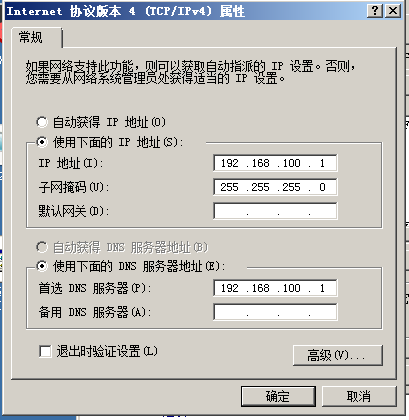 Internet 协议版本 4 (TCP/IPv4) 属性
常规
如果网络支持此功能，则可以获取自动指派的 IP 设置。否则，
您需要从网络系统管理员处获得适当的 IP 设置。
自动获得 IP 地址(O)
使用下面的 IP 地址(S):
IP 地址(I): 192 .168 .100 . 1
子网掩码(U): 255 .255 .255 . 0
默认网关(D): . . .
自动获得 DNS 服务器地址(B)
使用下面的 DNS 服务器地址(E):
首选 DNS 服务器(P): 192 .168 .100 . 1
备用 DNS 服务器(A): . . .
退出时验证设置(L)
高级(V)...
确定 取消